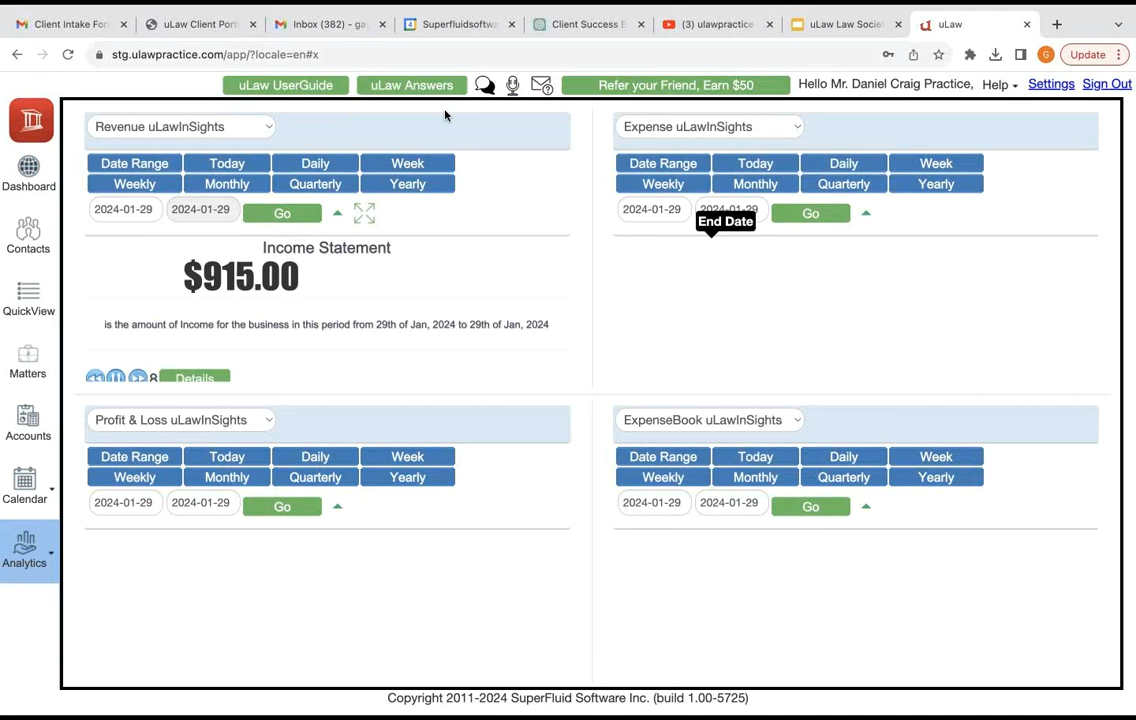 Client Intake For
uLaw Client Port
Inbox (382) - ga
Superfluidsoftwa
Client Success E
(3) ulawpractice
uLaw Law Socie
uLaw
stg.ulawpractice.com/app/?locale=en#x
G
Update
uLaw UserGuide
uLaw Answers
Refer your Friend, Earn $50
Hello Mr. Daniel Craig Practice,
Help
Settings
Sign Out
Dashboard
Contacts
QuickView
Matters
Accounts
Calendar
Analytics
Revenue uLawInSights
Date Range Today Daily Week
Weekly Monthly Quarterly Yearly
2024-01-29 2024-01-29 Go
Income Statement
$915.00
is the amount of Income for the business in this period from 29th of Jan, 2024 to 29th of Jan, 2024
8 Details
Expense uLawInSights
Date Range Today Daily Week
Weekly Monthly Quarterly Yearly
2024-01-29 2024-01-29 Go
End Date
Profit & Loss uLawInSights
Date Range Today Daily Week
Weekly Monthly Quarterly Yearly
2024-01-29 2024-01-29 Go
ExpenseBook uLawInSights
Date Range Today Daily Week
Weekly Monthly Quarterly Yearly
2024-01-29 2024-01-29 Go
Copyright 2011-2024 SuperFluid Software Inc. (build 1.00-5725)